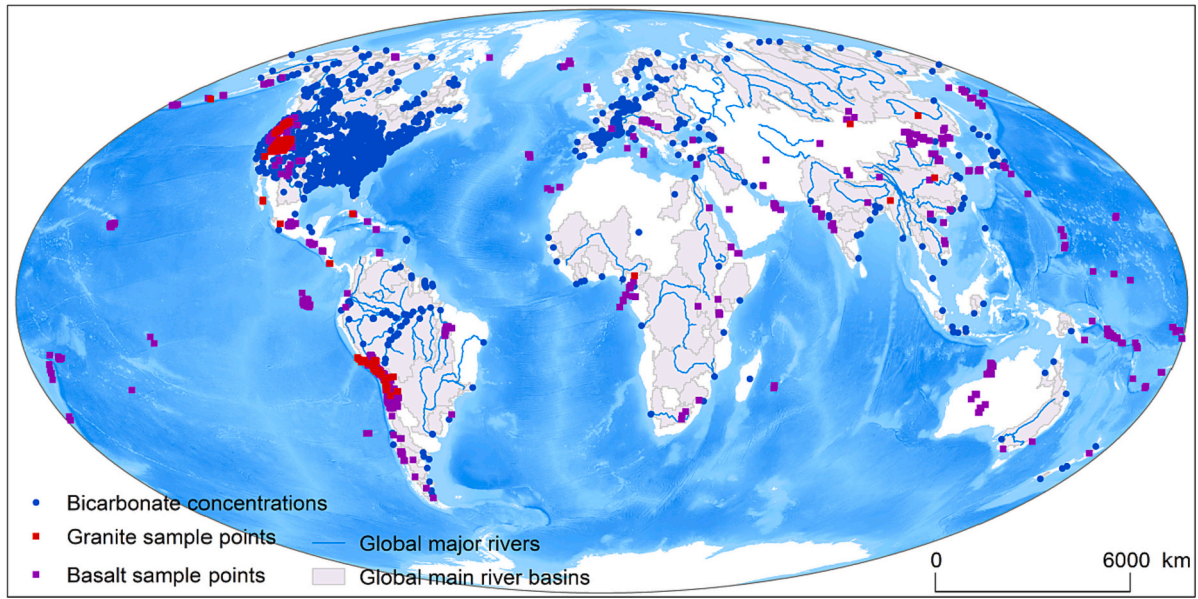 Bicarbonate concentrations
Granite sample points
Basalt sample points
Global major rivers
Global main river basins
0 6000 km